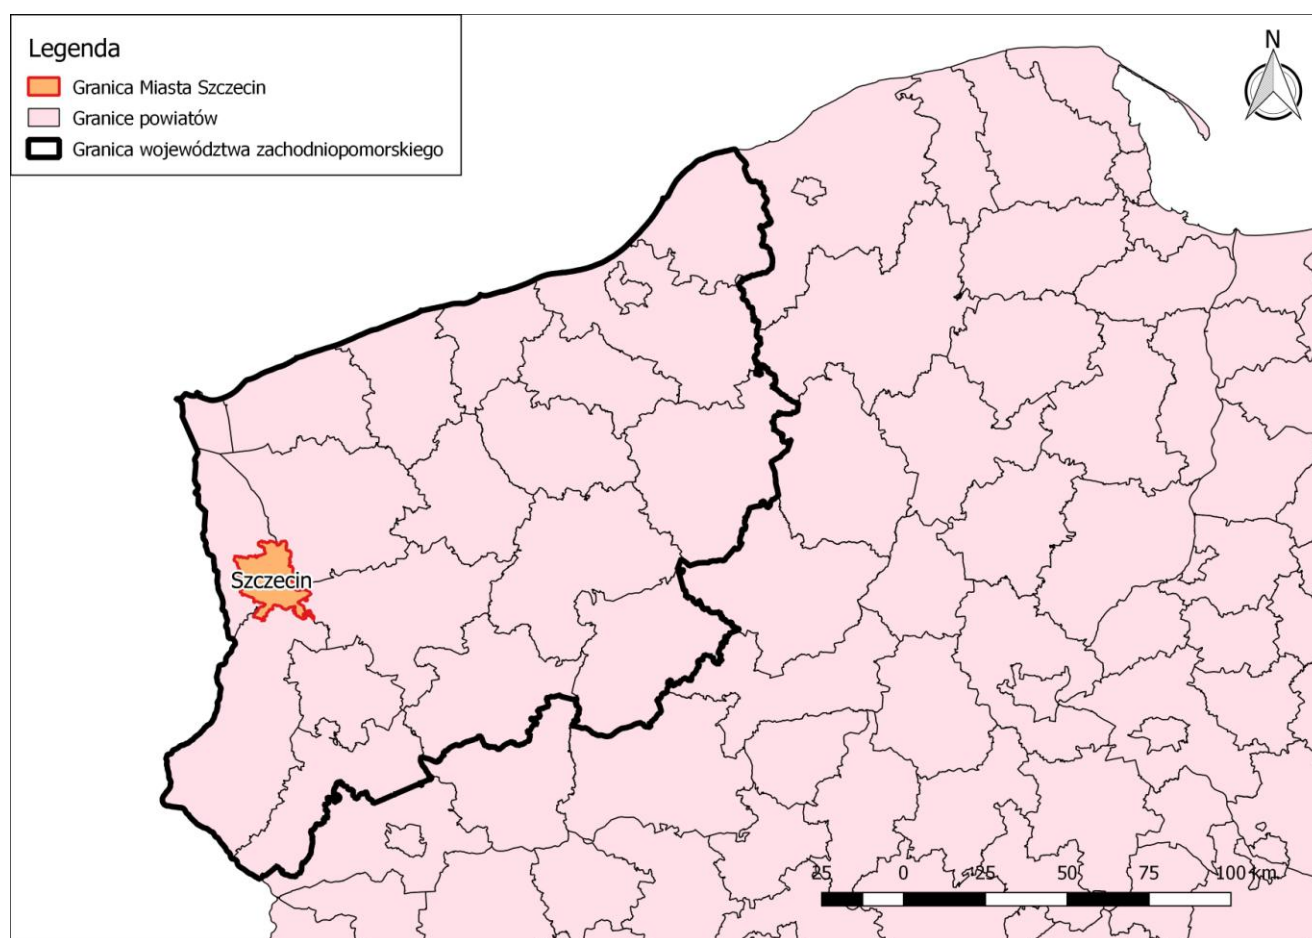 Legenda
Granica Miasta Szczecin
Granice powiatów
Granica województwa zachodniopomorskiego
N
Szczecin
25 0 25 50 75 100 km